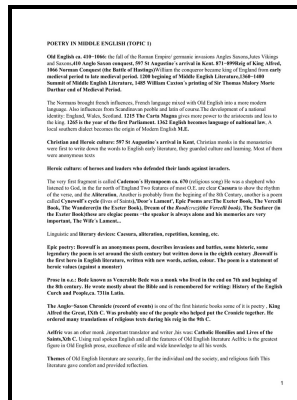 POETRY IN MIDDLE ENGLISH (TOPIC 1)
Old English ca. 410–1066: the fall of the Roman Empire/ germanic invasions Angles Saxons,Jutes Vikings
and Saxons,410 Anglo Saxon conquest, 597 St Augustine's arrival in Kent. 871–899King of King Alfred,
1066 Norman Conquest (the Battle of Hastings)William the conqueror became king of England from early
medieval period to late medieval period. 1200 begining of Middle English Literature,1360–1400
Summit of Middle English Literature, 1485 William Caxton's printing of Sir Thomas Malory Morte
Darthur end of Medieval Period.
The Normans brought french influences, French language mixed with Old English into a more modern
language. Also influences from Scandinavian people and latin of course.The development of a national
identity: England, Wales, Scotland. 1215 The Carta Magna gives more power to the aristocrats and less to
the king. 1265 is the year of the first Parliament. 1362 English becomes language of national law. A
local southern dialect becomes the origin of Modern English M.E.
Christian and Heroic culture: 597 St Augustine's arrival in Kent, Christian monks in the monasteries
were first to write down the words to English early literature, they guarded culture and learning. Most of them
were anonymous texts
Heroic culture: of heroes and leaders who defended their lands against invaders.
The very first fragment is called Caedmon's Hymn,open ca. 670 (religious song) He was a shepherd who
listened to God, in the far north of England Two features of most O.E. are clear Caesura to show the rythm
of the verse, and the Aliteration. Another is probably from the begining of the 8th Century, another is a poem
called Cynewulf's cycle (lives of Saints),"Deor's Lament", Epic Poems are:The Exeter Book, The Vercelli
Book, The Wanderer(in the Exeter Book), Dream of the Rood Vercelli book), The Seafarer (in
the Exeter Book)these are elegiac poems –the speaker is always alone and his memories are very
important, The Wife's Lament...
Linguistic and literary devices: Caesura, aliteration, repetition, kenning, etc.
Epic poetry: Beowulf is an anonymous poem, describes invasions and battles, some historic, some
legendary the poem is set around the sixth century but written down in the eighth century .Beowulf is
the first hero in English literature, written with new words, action, colour. The poem is a statement of
heroic values (against a monster)
Prose in o.e.: Bede known as Venerable Bede was a monk who lived in the end on 7th and begining of
the 8th century. He wrote mostly about the Bible and is remembered for writing: History of the English
Corch and People,ca. 731in Latin.
The Anglo–Saxon Chronicle (record of events) is one of the first historic books some of it is poetry , King
Alfred the Great, IXth C. Was probably one of the people who helped put the Cronicle together. He
ordered many translations of religious texts during his reig in the 9th C.
Aelfric was an other monk ,important translator and writer ,his was: Catholic Homilies and Lives of the
Saints,Xth C. Using real spoken English and all the features of Old English literature Aelfric is the greatest
figure in Old English prose, excellence of stile and wide knowledge to all his words.
Themes of Old English literature are security, for the individual and the society, and religious faith This
literature gave comfort and provided reflection.
1